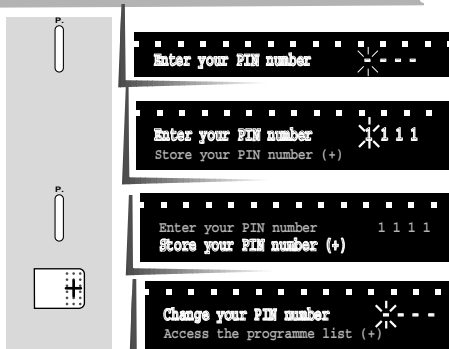 P.
Enter your PIN number - - - -
Enter your PIN number 1 1 1 1
Store your PIN number (+)
P.
Enter your PIN number 1 1 1 1
Store your PIN number (+)
+
Change your PIN number - - - -
Access the programme list (+)